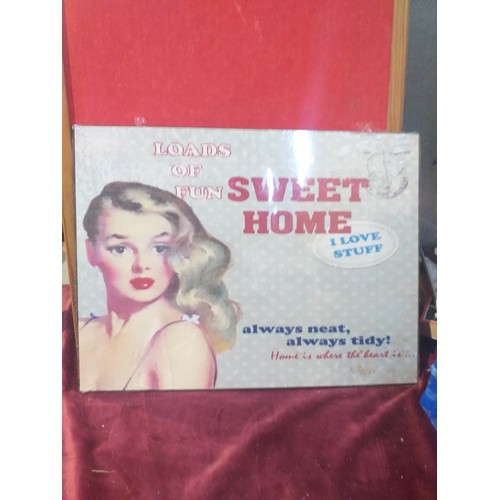 LOADS
OF
FUN
SWEET
HOME
I LOVE
STUFF
always neat,
always tidy!
Home is where the heart is...